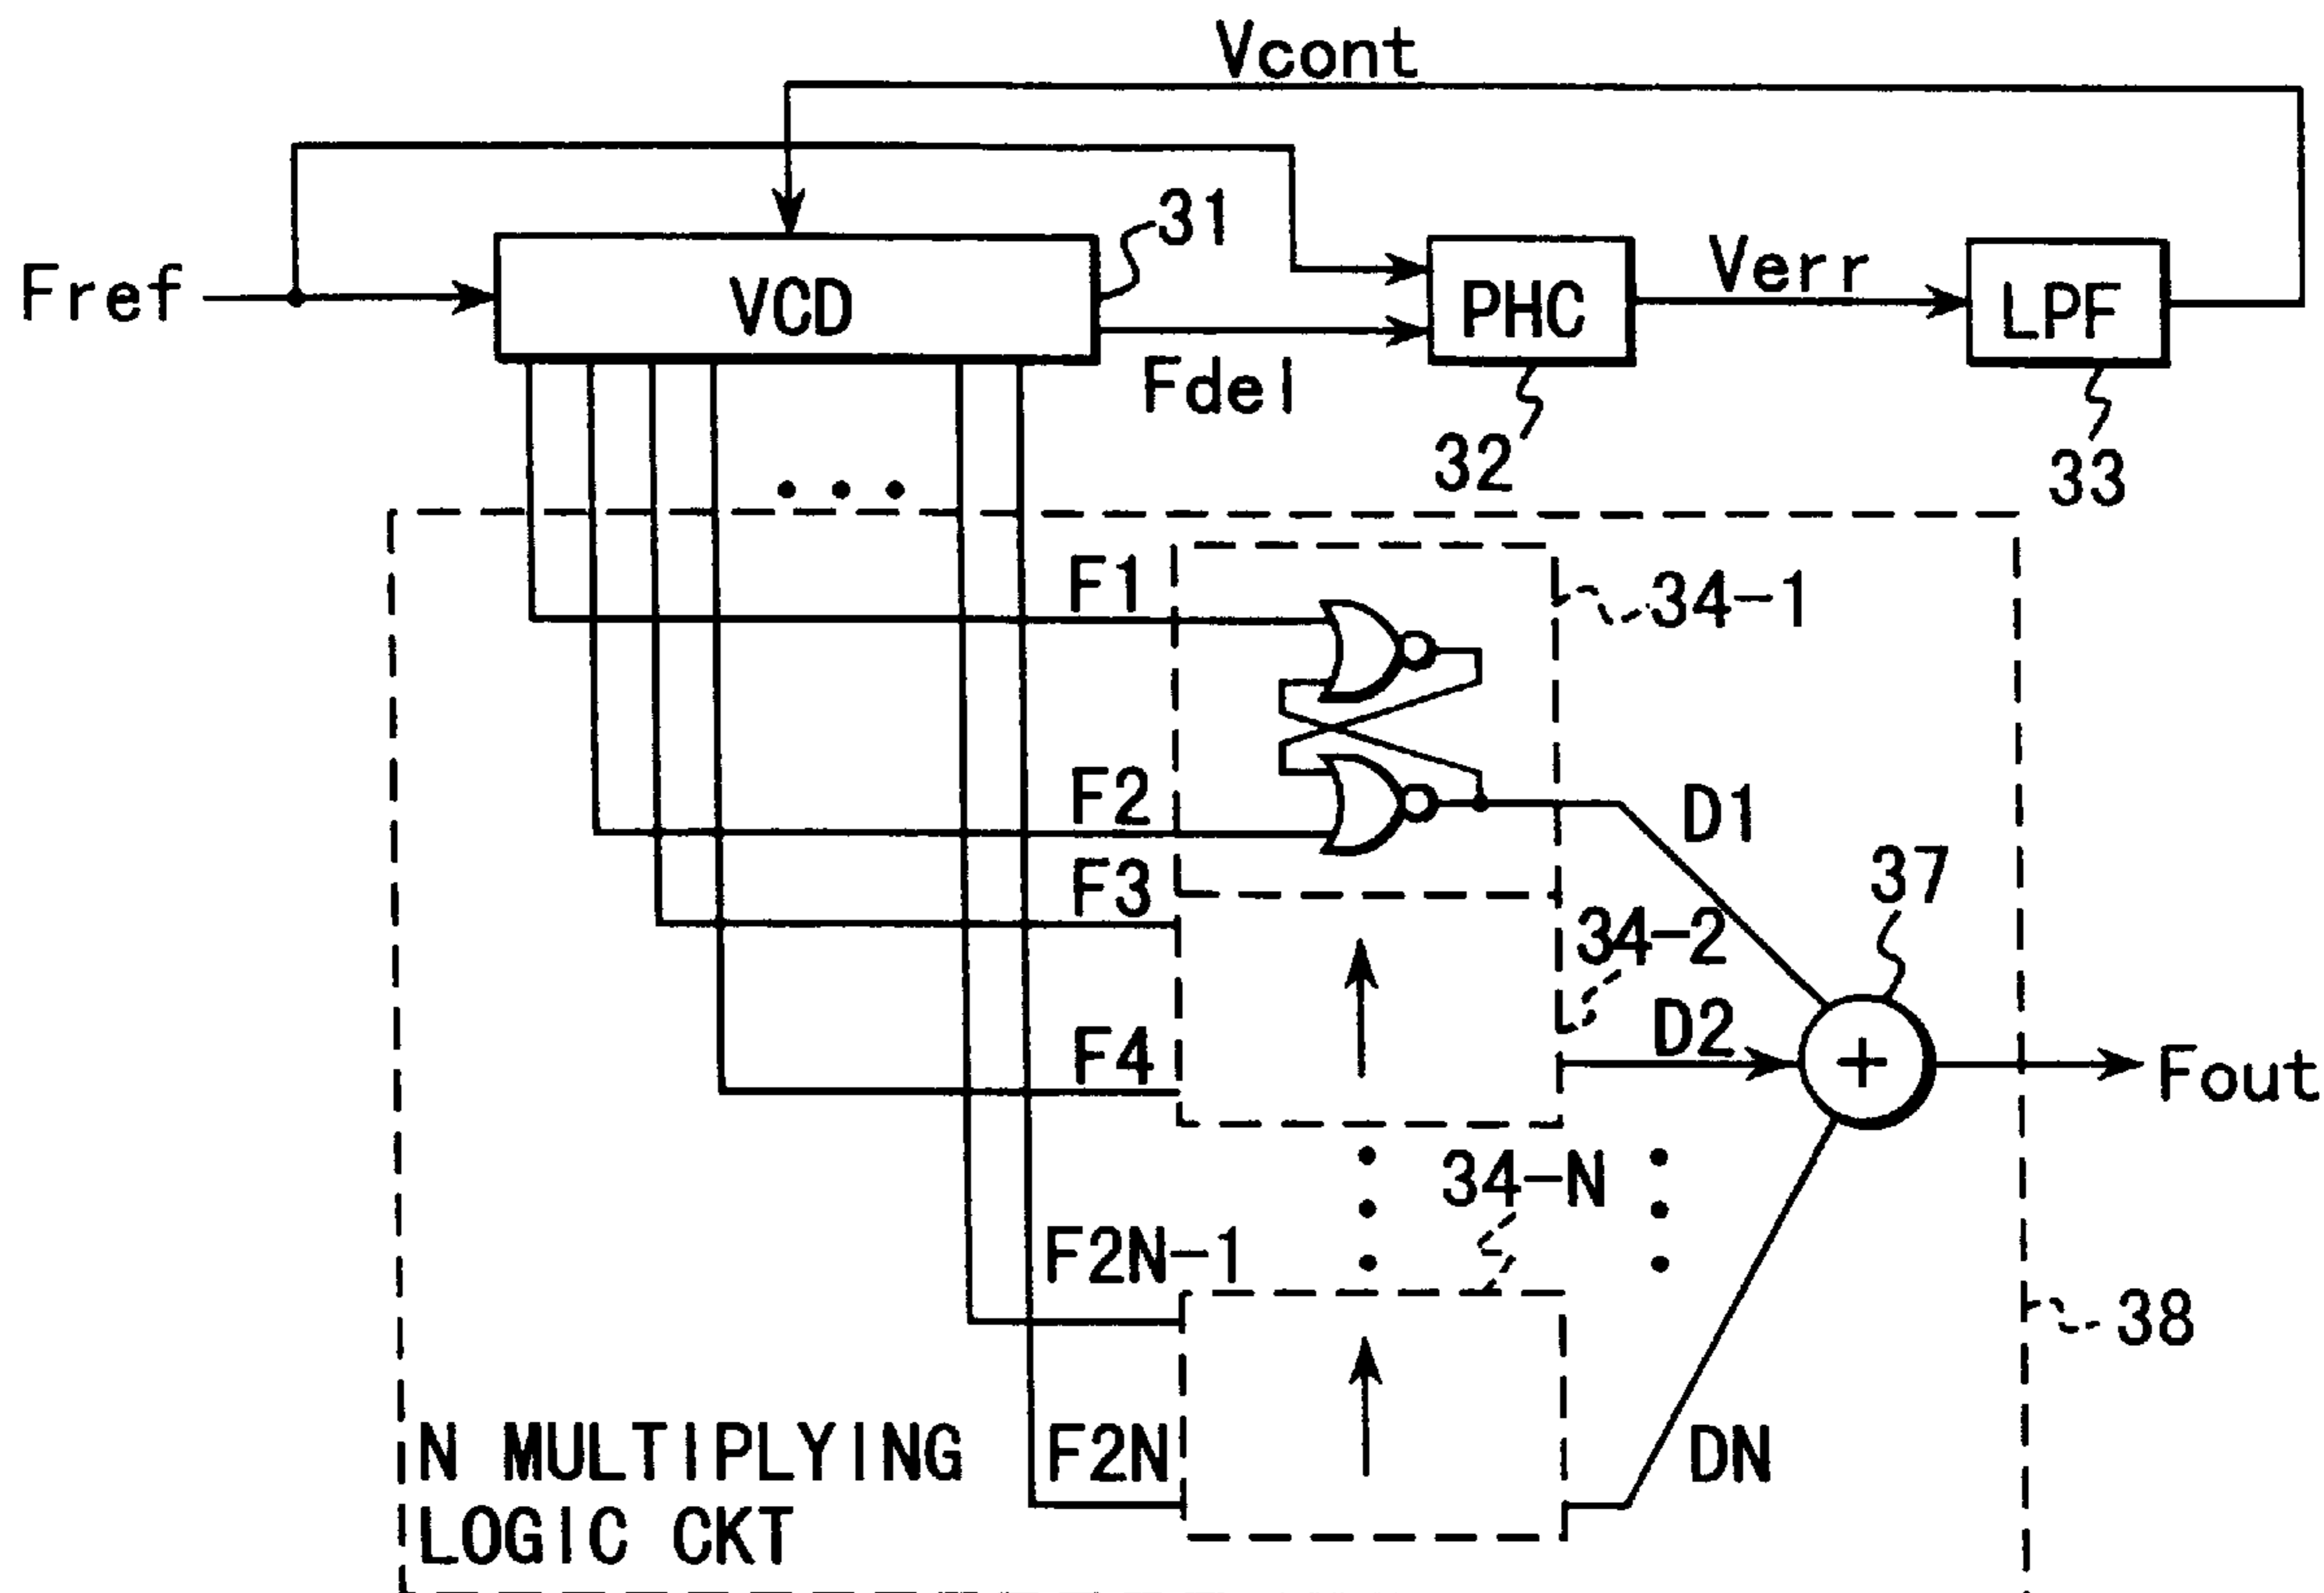 Vcont
31
Fref
VCD
PHC
Verr
LPF
Fdel
32
33
F1
34-1
F2
D1
F3
37
34-2
D2
F4
+
Fout
34-N
F2N-1
38
N MULTIPLYING
LOGIC CKT
F2N
DN